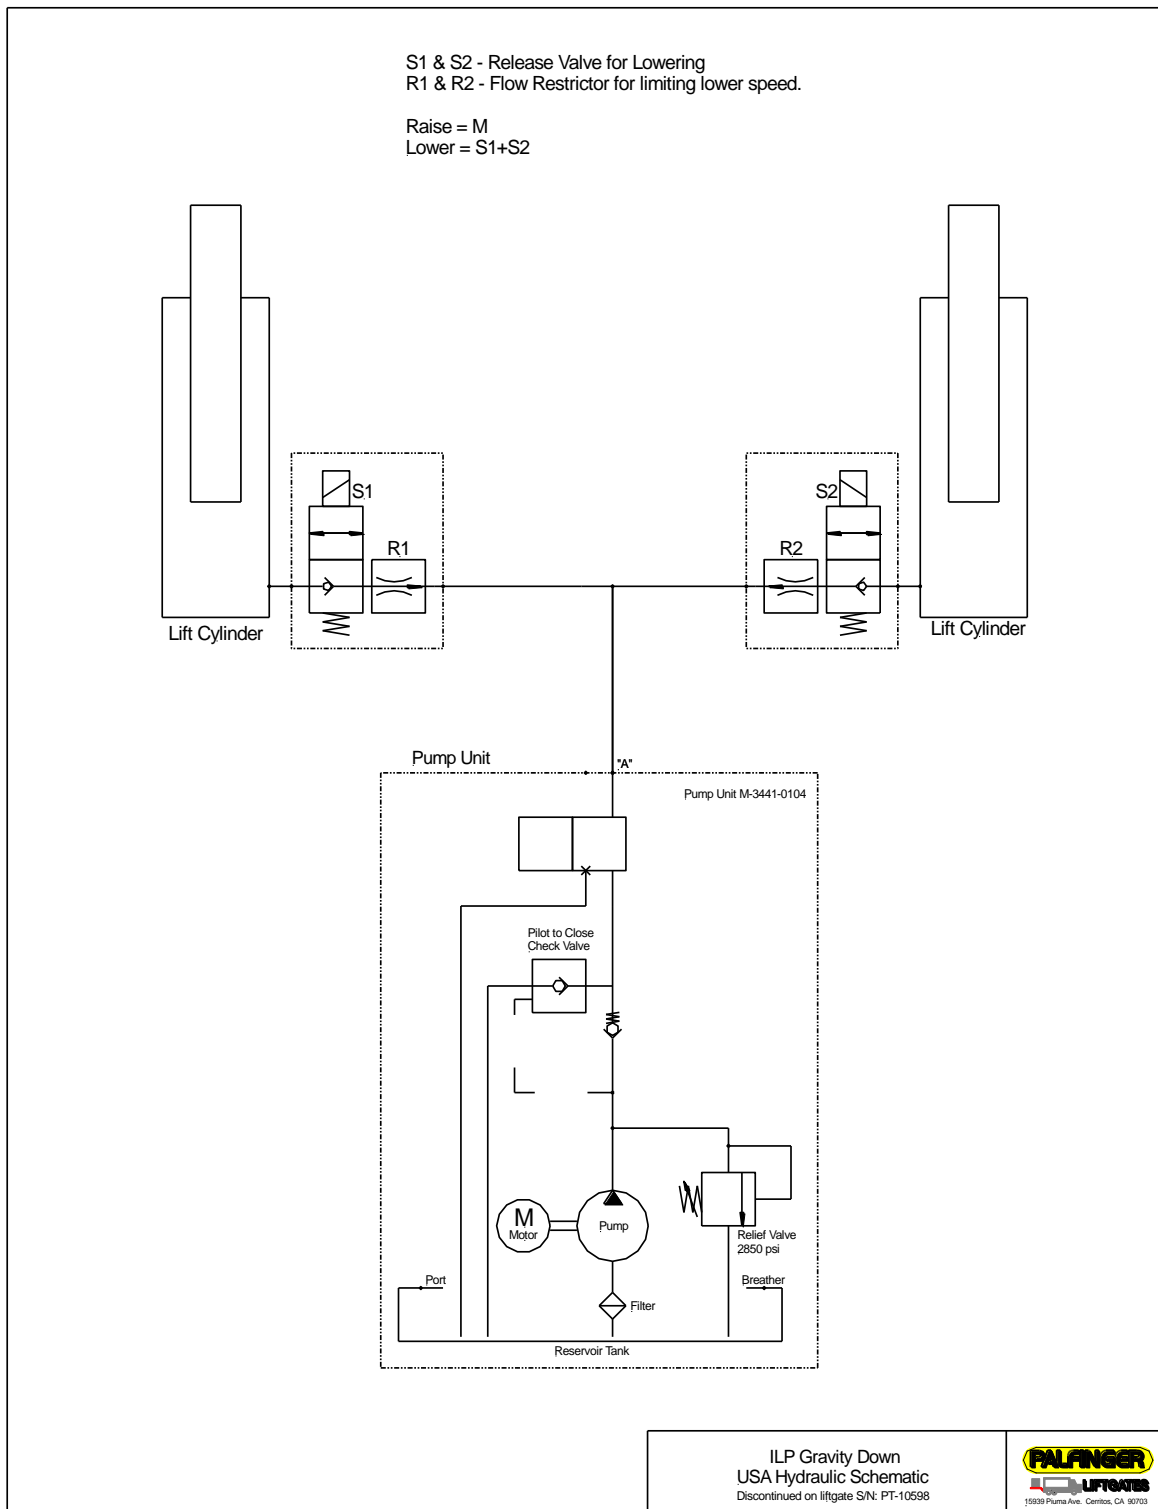 S1 & S2 - Release Valve for Lowering
R1 & R2 - Flow Restrictor for limiting lower speed.
Raise = M
Lower = S1+S2
S1
S2
R1
R2
Lift Cylinder
Lift Cylinder
Pump Unit
"A"
Pump Unit M-3441-0104
Pilot to Close
Check Valve
M
Motor
Pump
Relief Valve
2850 psi
Port
Breather
Filter
Reservoir Tank
ILP Gravity Down
USA Hydraulic Schematic
Discontinued on liftgate S/N: PT-10598
PALFINGER
LIFTGATES
15939 Piuma Ave. Cerritos, CA 90703